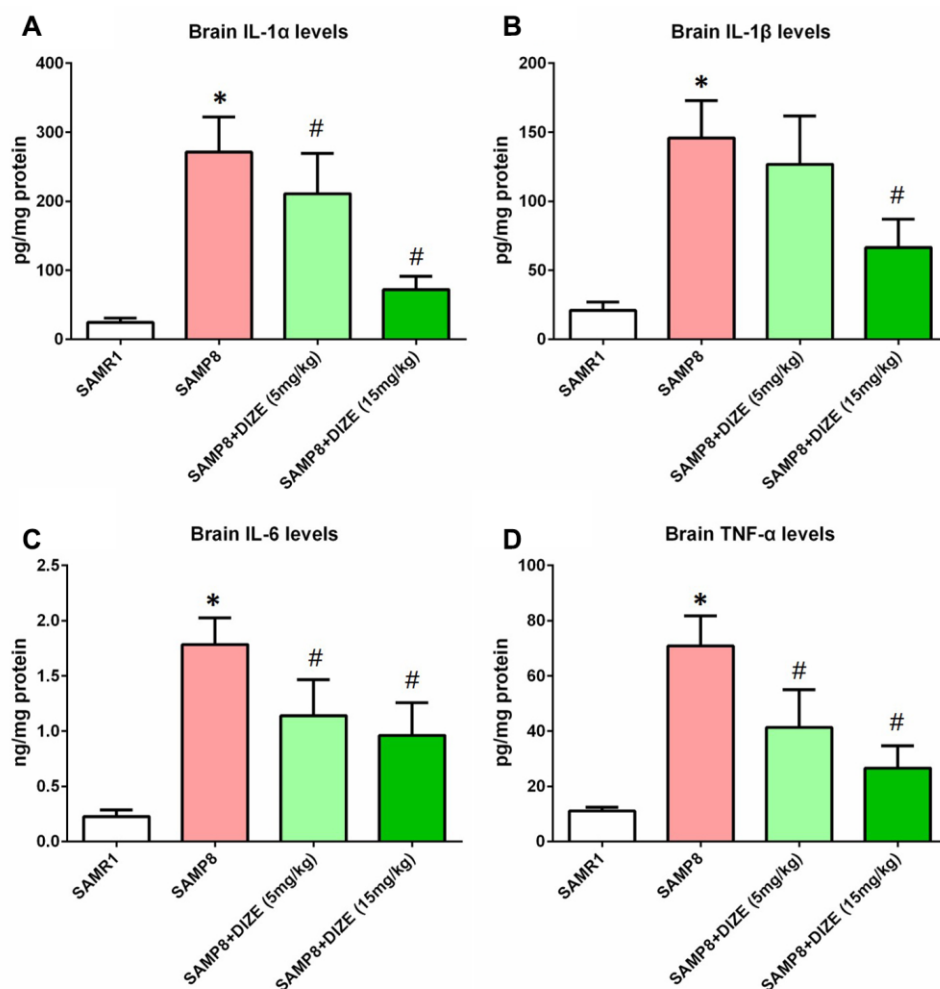 A
Brain IL-1α levels
pg/mg protein
400
300
200
100
0
*
#
#
SAMR1
SAMP8
SAMP8+DIZE (5mg/kg)
SAMP8+DIZE (15mg/kg)
B
Brain IL-1β levels
pg/mg protein
200
150
100
50
0
*
#
SAMR1
SAMP8
SAMP8+DIZE (5mg/kg)
SAMP8+DIZE (15mg/kg)
C
Brain IL-6 levels
ng/mg protein
2.5
2.0
1.5
1.0
0.5
0.0
*
#
#
SAMR1
SAMP8
SAMP8+DIZE (5mg/kg)
SAMP8+DIZE (15mg/kg)
D
Brain TNF-α levels
pg/mg protein
100
80
60
40
20
0
*
#
#
SAMR1
SAMP8
SAMP8+DIZE (5mg/kg)
SAMP8+DIZE (15mg/kg)